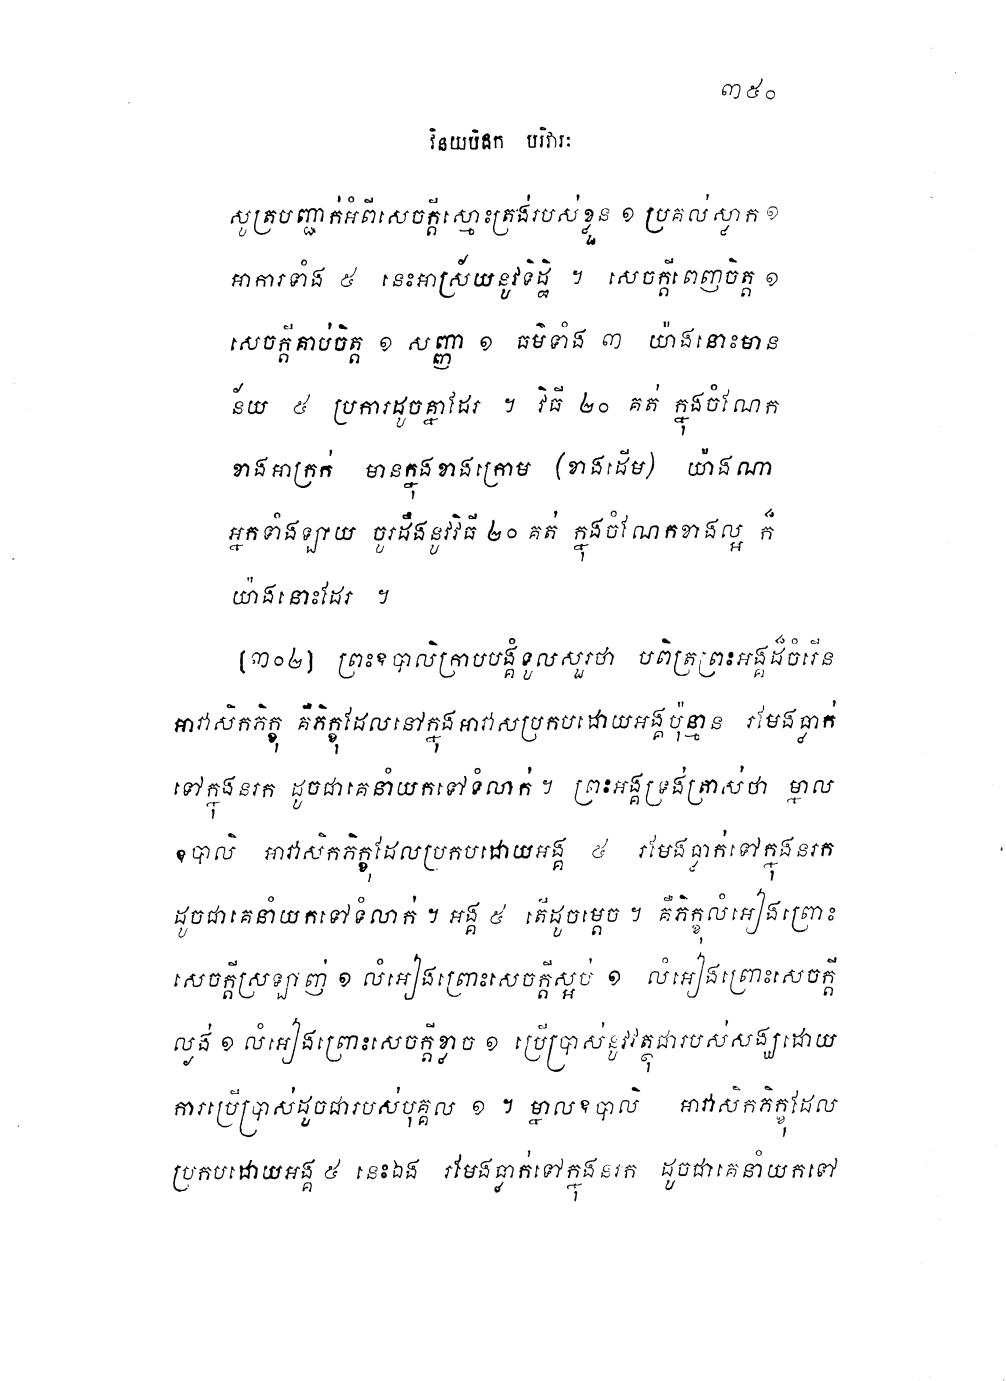 ៣៥០
វិនយបិដក បរិវារៈ
សូត្របញ្ជាក់អំពីសេចក្តីស្មោះត្រង់របស់ខ្លួន ១ ប្រគល់ស្លាក ១
អាការទាំង ៥ នេះអាស្រ័យនូវទិដ្ឋិ ។ សេចក្តីពេញចិត្ត ១
សេចក្តីគាប់ចិត្ត ១ សញ្ញា ១ ធម៌ទាំង ៣ យ៉ាងនោះមាន
ន័យ ៥ ប្រការដូចគ្នាដែរ ។ វិធី ២០ គត់ ក្នុងចំណែក
ខាងអាក្រក់ មានក្នុងខាងក្រោម (ខាងដើម) យ៉ាងណា
អ្នកទាំងឡាយ ចូរដឹងនូវវិធី ២០ គត់ ក្នុងចំណែកខាងល្អ ក៏
យ៉ាងនោះដែរ ។
[៣០៤] ព្រះឧបាលិក្រាបបង្គំទូលសួរថា បពិត្រព្រះអង្គដ៏ចំរើន
អាវាសិកភិក្ខុ គឺភិក្ខុដែលនៅក្នុងអាវាសប្រកបដោយអង្គប៉ុន្មាន រមែងធ្លាក់
ទៅក្នុងនរក ដូចជាគេនាំយកទៅទំលាក់ ។ ព្រះអង្គទ្រង់ត្រាស់ថា ម្នាល
ឧបាលិ អាវាសិកភិក្ខុដែលប្រកបដោយអង្គ ៥ រមែងធ្លាក់ទៅក្នុងនរក
ដូចជាគេនាំយកទៅទំលាក់ ។ អង្គ ៥ តើដូចម្តេច ។ គឺភិក្ខុលំអៀងព្រោះ
សេចក្តីស្រឡាញ់ ១ លំអៀងព្រោះសេចក្តីស្អប់ ១ លំអៀងព្រោះសេចក្តី
ល្ងង់ ១ លំអៀងព្រោះសេចក្តីខ្លាច ១ ប្រើប្រាស់នូវវត្ថុជារបស់សង្ឃដោយ
ការប្រើប្រាស់ដូចជារបស់បុគ្គល ១ ។ ម្នាលឧបាលិ អាវាសិកភិក្ខុដែល
ប្រកបដោយអង្គ ៥ នេះឯង រមែងធ្លាក់ទៅក្នុងនរក ដូចជាគេនាំយកទៅ